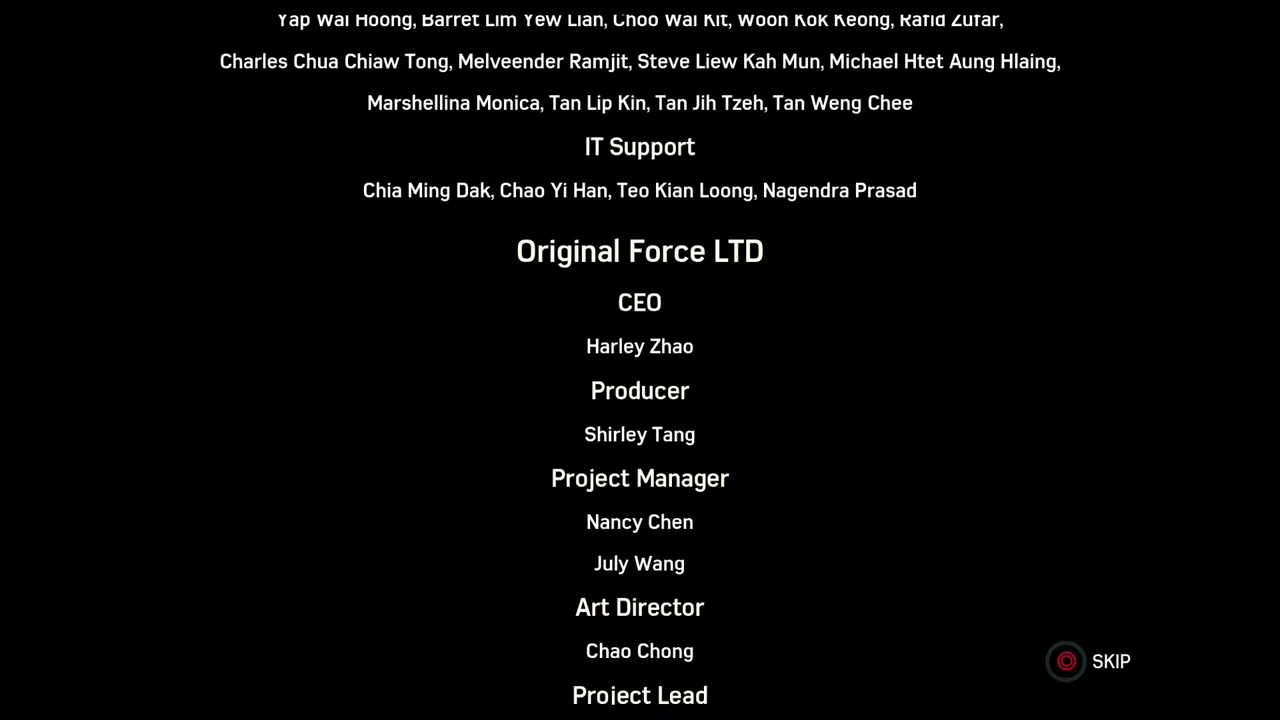 Yap Wai Hoong, Barret Lim Yew Lian, Choo Wai Kit, Woon Kok Keong, Rafid Zufar,
Charles Chua Chiaw Tong, Melveender Ramjit, Steve Liew Kah Mun, Michael Htet Aung Hlaing,
Marshellina Monica, Tan Lip Kin, Tan Jih Tzeh, Tan Weng Chee
IT Support
Chia Ming Dak, Chao Yi Han, Teo Kian Loong, Nagendra Prasad
Original Force LTD
CEO
Harley Zhao
Producer
Shirley Tang
Project Manager
Nancy Chen
July Wang
Art Director
Chao Chong
SKIP
Project Lead